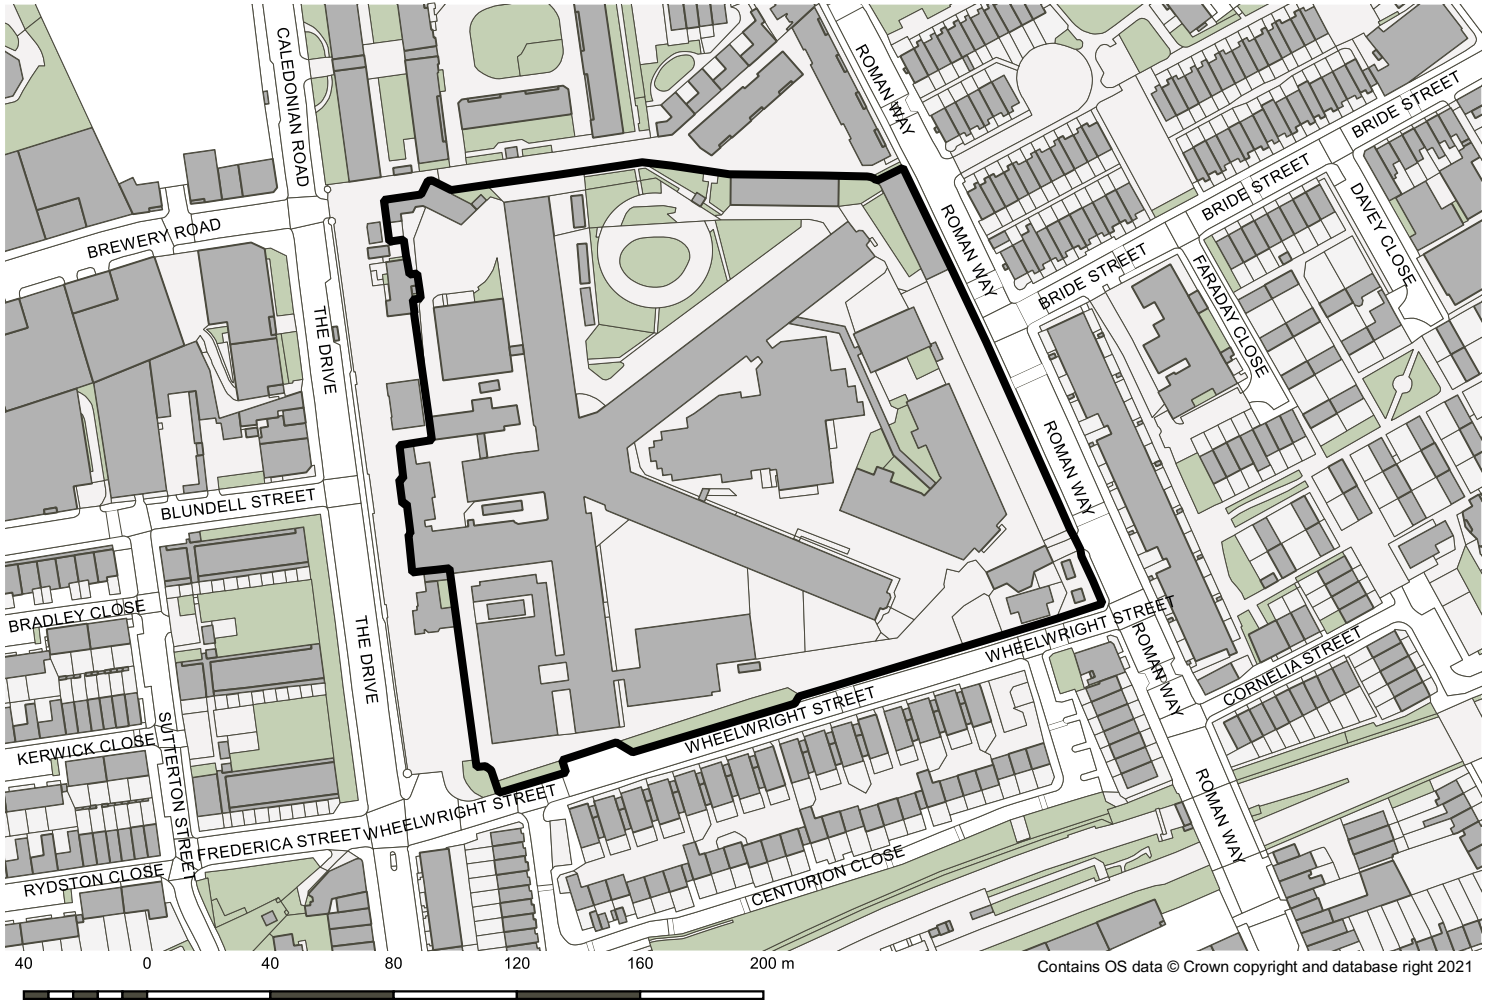 CALEDONIAN ROAD
ROMAN WAY
BRIDE STREET
BRIDE STREET
BRIDE STREET
DAVEY CLOSE
FARADAY CLOSE
ROMAN WAY
BREWERY ROAD
THE DRIVE
ROMAN WAY
BLUNDELL STREET
BRADLEY CLOSE
THE DRIVE
WHEELWRIGHT STREET
ROMAN WAY
CORNELIA STREET
WHEELWRIGHT STREET
KERWICK CLOSE
SUTTERTON STREET
WHEELWRIGHT STREET
ROMAN WAY
FREDERICA STREET
RYDSTON CLOSE
CENTURION CLOSE
40 0 40 80 120 160 200 m
Contains OS data © Crown copyright and database right 2021